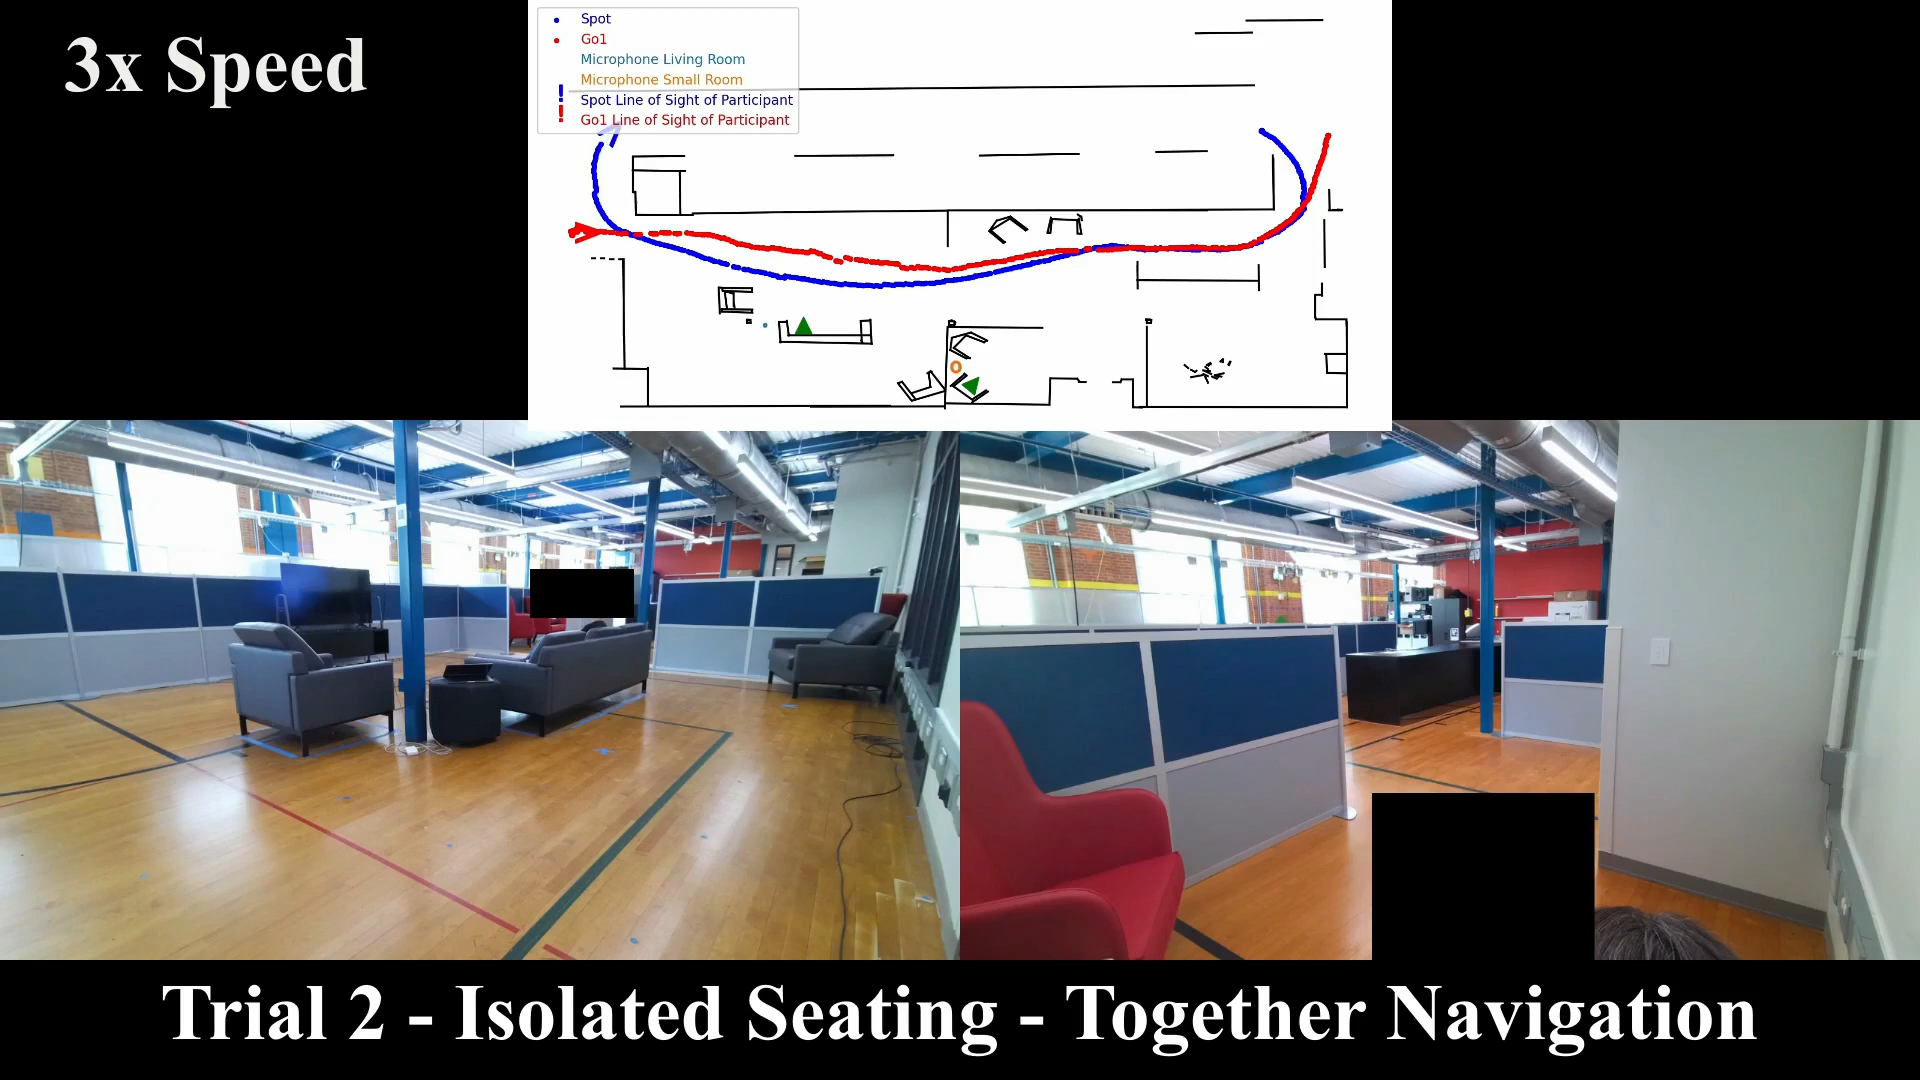 3x Speed
Spot
Go1
Microphone Living Room
Microphone Small Room
Spot Line of Sight of Participant
Go1 Line of Sight of Participant
Trial 2 - Isolated Seating - Together Navigation